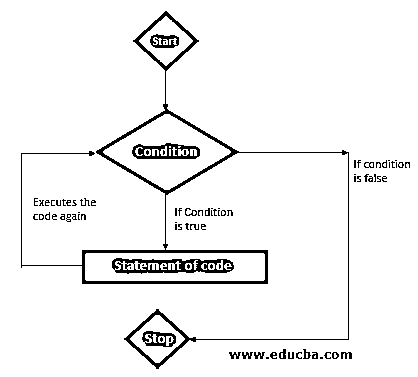 Start
Condition
If condition
is false
Executes the
code again
If Condition
is true
Statement of code
Stop
www.educba.com